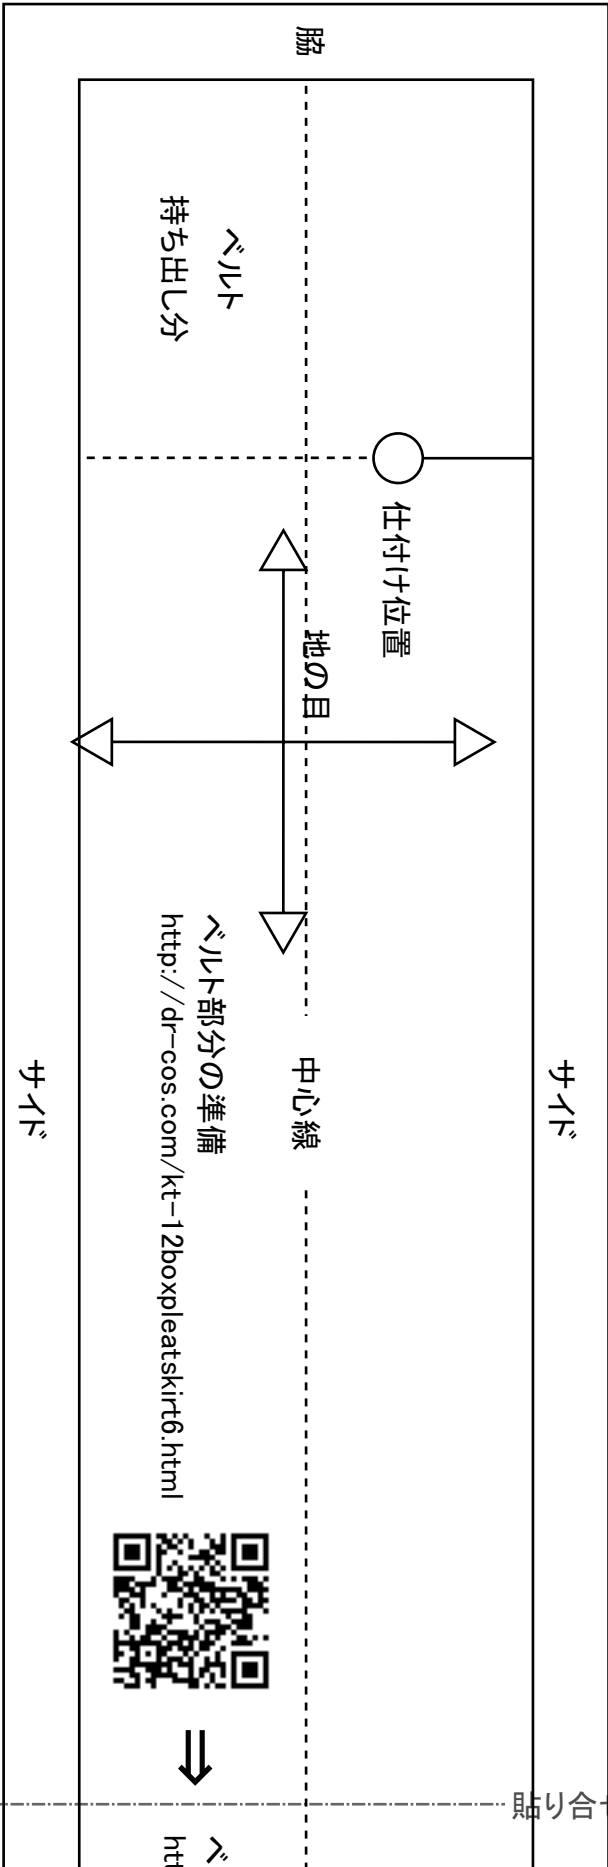 脇
ベルト
持ち出し分
仕付け位置
地の目
中心線
ベルト部分の準備
http://dr-cos.com/kt-12boxpleatskirt6.html
サイド
サイド
⇒
貼り合
ベ
htt